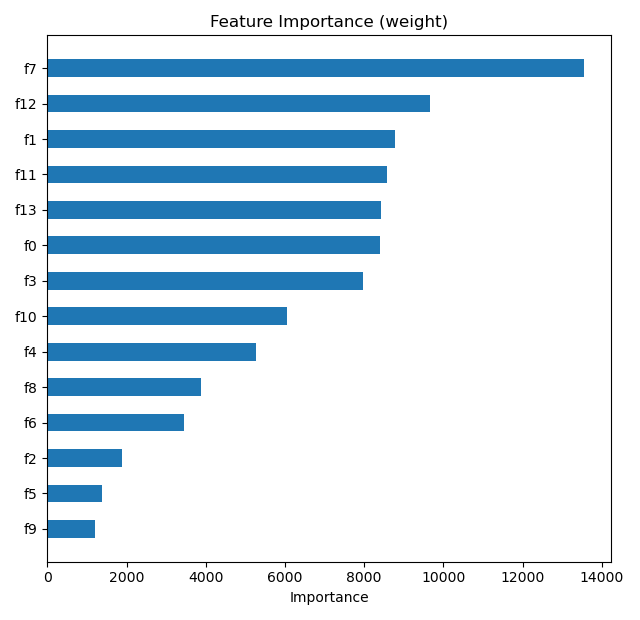 Feature Importance (weight)
f7
f12
f1
f11
f13
f0
f3
f10
f4
f8
f6
f2
f5
f9
0 2000 4000 6000 8000 10000 12000 14000
Importance